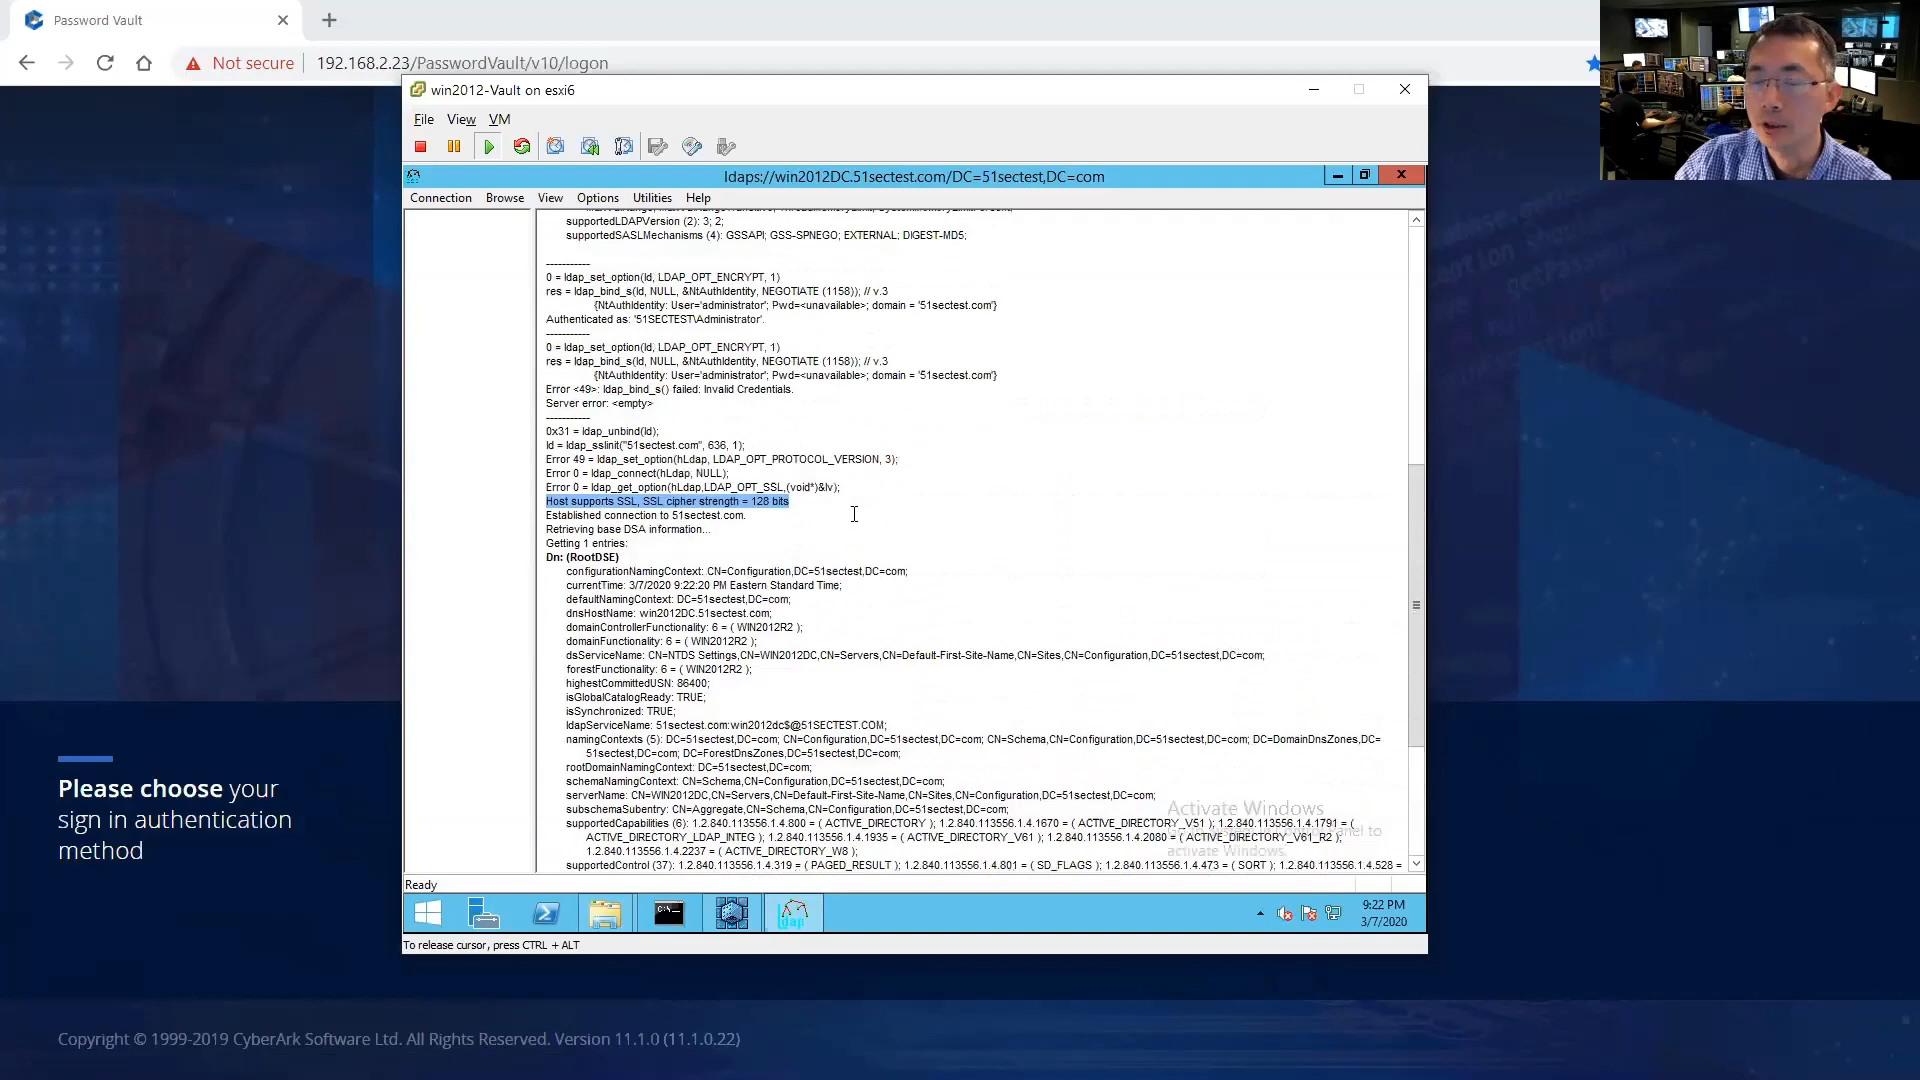 Password Vault
Not secure
192.168.2.23/PasswordVault/v10/logon
win2012-Vault on esxi6
File View VM
ldaps://win2012DC.51sectest.com/DC=51sectest,DC=com
Connection Browse View Options Utilities Help
supportedLDAPVersion (2): 3; 2;
supportedSASLMechanisms (4): GSSAPI; GSS-SPNEGO; EXTERNAL; DIGEST-MD5;
-----------
0 = ldap_set_option(ld, LDAP_OPT_ENCRYPT, 1)
res = ldap_bind_s(ld, NULL, &NtAuthIdentity, NEGOTIATE (1158)); // v.3
{NtAuthIdentity: User='administrator'; Pwd=<unavailable>; domain = '51sectest.com'}
Authenticated as: '51SECTEST\Administrator'.
-----------
0 = ldap_set_option(ld, LDAP_OPT_ENCRYPT, 1)
res = ldap_bind_s(ld, NULL, &NtAuthIdentity, NEGOTIATE (1158)); // v.3
{NtAuthIdentity: User='administrator'; Pwd=<unavailable>; domain = '51sectest.com'}
Error <49>: ldap_bind_s() failed: Invalid Credentials.
Server error: <empty>
-----------
0x31 = ldap_unbind(ld);
ld = ldap_sslinit("51sectest.com", 636, 1);
Error 49 = ldap_set_option(hLdap, LDAP_OPT_PROTOCOL_VERSION, 3);
Error 0 = ldap_connect(hLdap, NULL);
Error 0 = ldap_get_option(hLdap,LDAP_OPT_SSL,(void*)&lv);
Host supports SSL, SSL cipher strength = 128 bits
Established connection to 51sectest.com.
Retrieving base DSA information...
Getting 1 entries:
Dn: (RootDSE)
configurationNamingContext: CN=Configuration,DC=51sectest,DC=com;
currentTime: 3/7/2020 9:22:20 PM Eastern Standard Time;
defaultNamingContext: DC=51sectest,DC=com;
dnsHostName: win2012DC.51sectest.com;
domainControllerFunctionality: 6 = ( WIN2012R2 );
domainFunctionality: 6 = ( WIN2012R2 );
dsServiceName: CN=NTDS Settings,CN=WIN2012DC,CN=Servers,CN=Default-First-Site-Name,CN=Sites,CN=Configuration,DC=51sectest,DC=com;
forestFunctionality: 6 = ( WIN2012R2 );
highestCommittedUSN: 86400;
isGlobalCatalogReady: TRUE;
isSynchronized: TRUE;
ldapServiceName: 51sectest.com:win2012dc$@51SECTEST.COM;
namingContexts (5): DC=51sectest,DC=com; CN=Configuration,DC=51sectest,DC=com; CN=Schema,CN=Configuration,DC=51sectest,DC=com; DC=DomainDnsZones,DC=
51sectest,DC=com; DC=ForestDnsZones,DC=51sectest,DC=com;
rootDomainNamingContext: DC=51sectest,DC=com;
schemaNamingContext: CN=Schema,CN=Configuration,DC=51sectest,DC=com;
serverName: CN=WIN2012DC,CN=Servers,CN=Default-First-Site-Name,CN=Sites,CN=Configuration,DC=51sectest,DC=com;
subschemaSubentry: CN=Aggregate,CN=Schema,CN=Configuration,DC=51sectest,DC=com;
supportedCapabilities (6): 1.2.840.113556.1.4.800 = ( ACTIVE_DIRECTORY ); 1.2.840.113556.1.4.1670 = ( ACTIVE_DIRECTORY_V51 ); 1.2.840.113556.1.4.1791 = (
ACTIVE_DIRECTORY_LDAP_INTEG ); 1.2.840.113556.1.4.1935 = ( ACTIVE_DIRECTORY_V61 ); 1.2.840.113556.1.4.2080 = ( ACTIVE_DIRECTORY_V61_R2 );
1.2.840.113556.1.4.2237 = ( ACTIVE_DIRECTORY_W8 );
supportedControl (37): 1.2.840.113556.1.4.319 = ( PAGED_RESULT ); 1.2.840.113556.1.4.801 = ( SD_FLAGS ); 1.2.840.113556.1.4.473 = ( SORT ); 1.2.840.113556.1.4.528 =
Activate Windows
Panel to
activate Windows.
Ready
ldap
9:22 PM
3/7/2020
To release cursor, press CTRL + ALT
Please choose your
sign in authentication
method
Copyright © 1999-2019 CyberArk Software Ltd. All Rights Reserved. Version 11.1.0 (11.1.0.22)